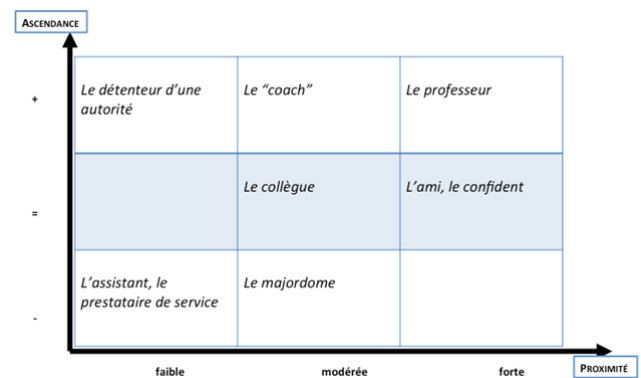 ASCENDANCE
+
Le détenteur d’une
autorité
Le “coach”
Le professeur
=
Le collègue
L’ami, le confident
-
L’assistant, le
prestataire de service
Le majordome
faible
modérée
forte
PROXIMITÉ